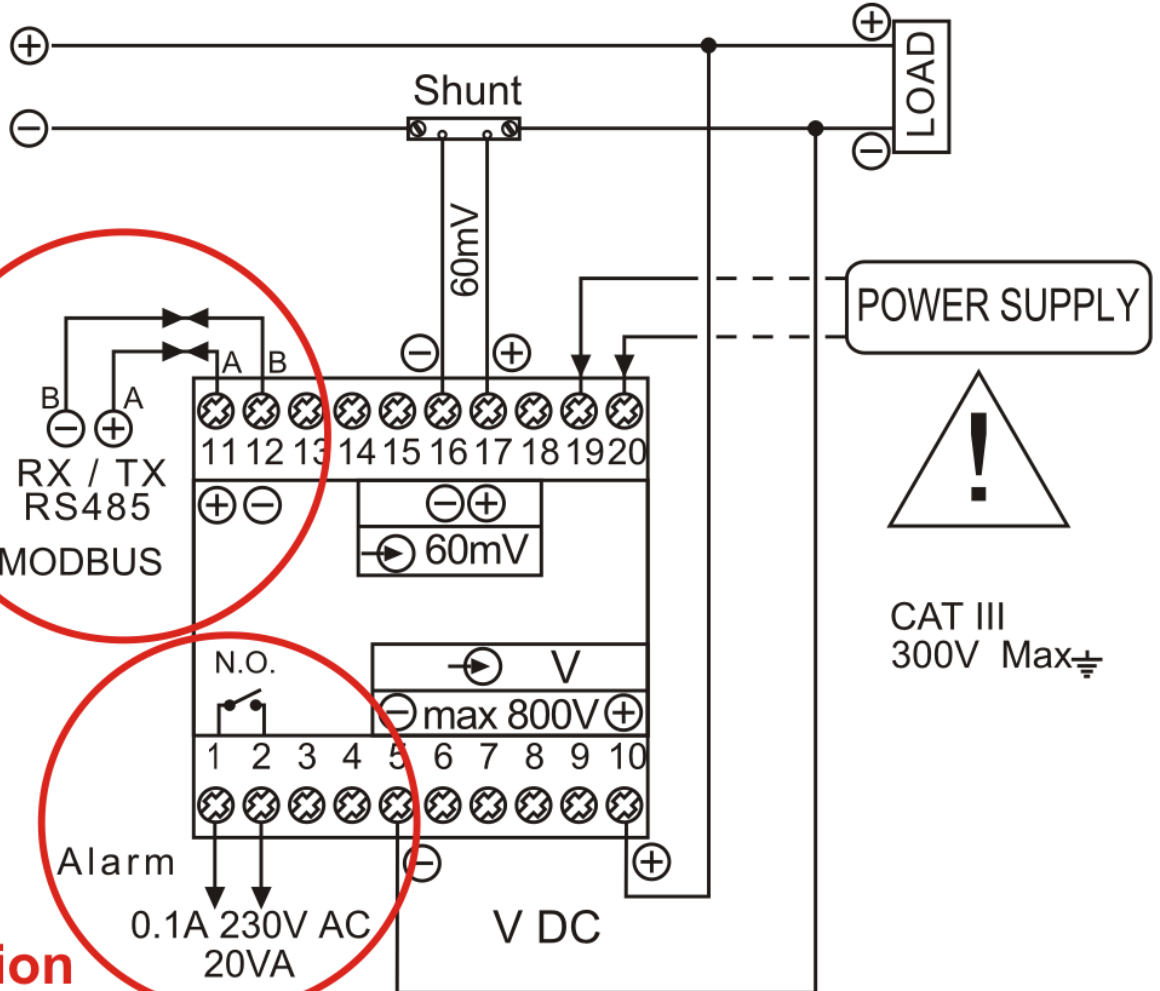 ⊕
⊖
Shunt
⊕
LOAD
⊖
60mV
POWER SUPPLY
A B
B A
⊖ ⊕
⊖ ⊕
11 12 13 14 15 16 17 18 19 20
RX / TX
RS485
MODBUS
⊕ ⊖
⊖ ⊕
60mV
!
CAT III
300V Max
N.O.
V
⊖ max 800V ⊕
1 2 3 4 5 6 7 8 9 10
Alarm
⊖ ⊕
0.1A 230V AC
20VA
V DC